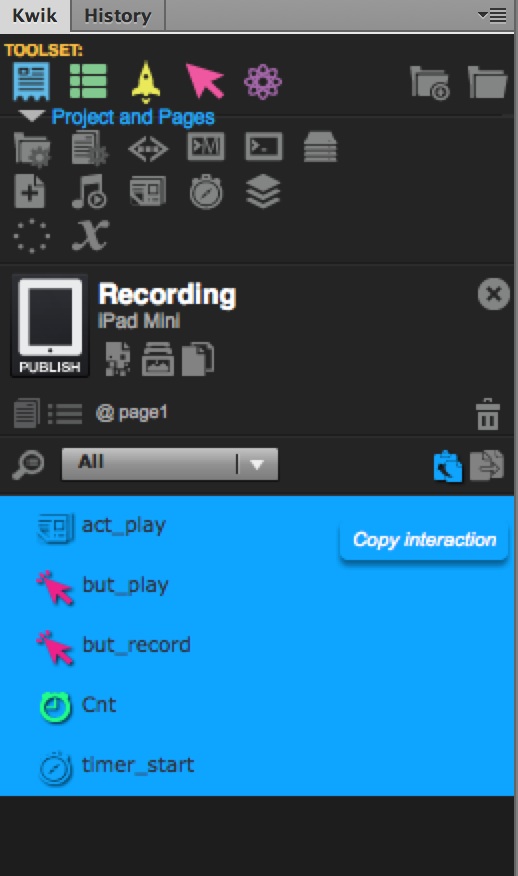 Kwik History
TOOLSET:
Project and Pages
Recording
iPad Mini
PUBLISH
@ page1
All
act_play
Copy interaction
but_play
but_record
Cnt
timer_start